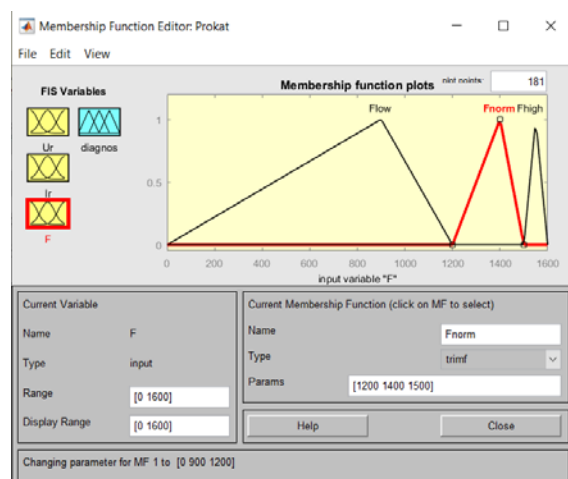 Membership Function Editor: Prokat
File Edit View
FIS Variables
Ur
diagnos
Ir
F
Membership function plots
plot points:
181
Flow
Fnorm
Fhigh
1
0.5
0
0 200 400 600 800 1000 1200 1400 1600
input variable "F"
Current Variable
Name F
Type input
Range [0 1600]
Display Range [0 1600]
Current Membership Function (click on MF to select)
Name Fnorm
Type trimf
Params [1200 1400 1500]
Help
Close
Changing parameter for MF 1 to [0 900 1200]